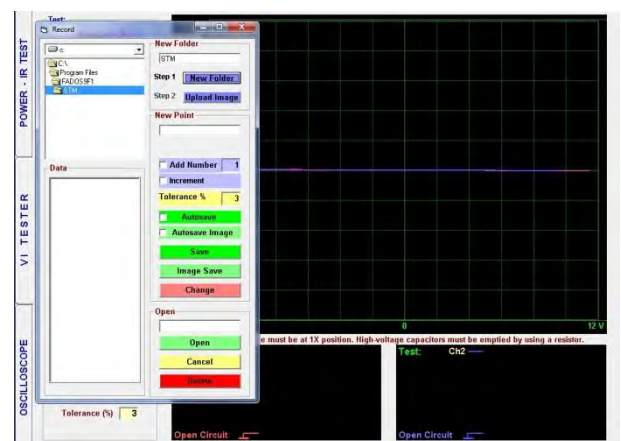 Test:
Record
c:
C:\
Program Files
FADOS9F1
STM
Data
New Folder
STM
Step 1 New Folder
Step 2 Upload Image
New Point
Add Number 1
Increment
Tolerance % 3
Autosave
Autosave Image
Save
Image Save
Change
Open
Open
Cancel
Delete
POWER - IR TEST
VI TESTER
OSCILLOSCOPE
0 12 V
e must be at 1X position. High-voltage capacitors must be emptied by using a resistor.
Test: Ch2
Tolerance (%) 3
Open Circuit
Open Circuit